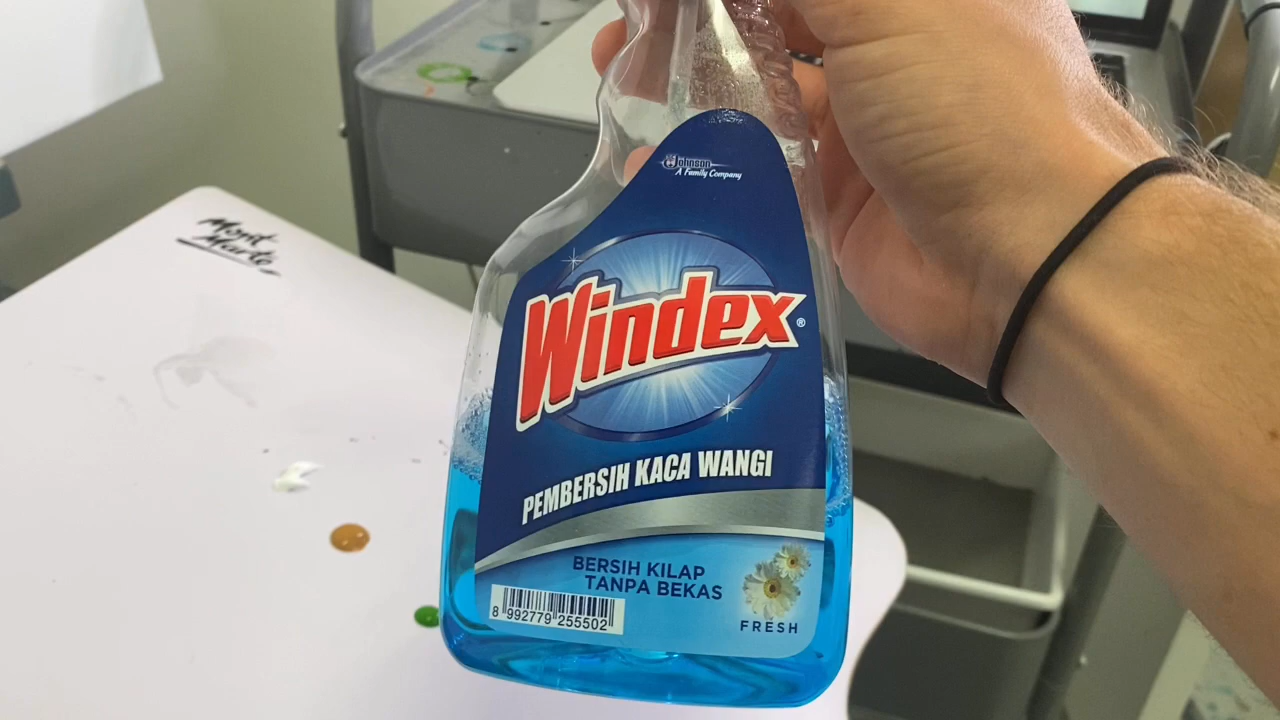 Mont
Marte
Johnson
A Family Company
Windex®
PEMBERSIH KACA WANGI
BERSIH KILAP
TANPA BEKAS
FRESH
8 992779 255502